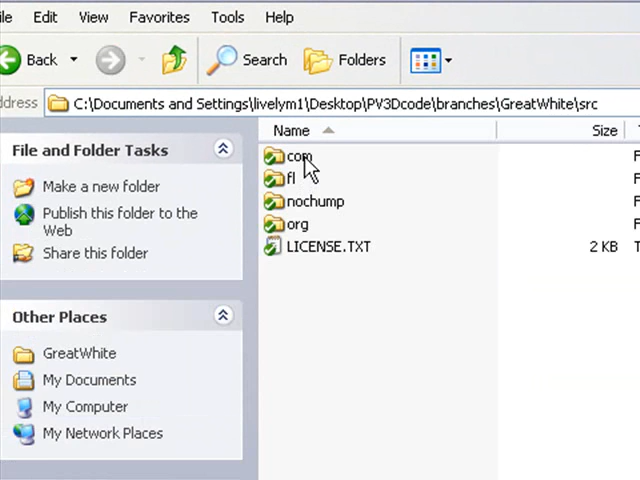 ile Edit View Favorites Tools Help
Back Search Folders
ddress C:\Documents and Settings\livelym1\Desktop\PV3Dcode\branches\GreatWhite\src
Name Size T
File and Folder Tasks
Make a new folder
Publish this folder to the
Web
Share this folder
com F
fl F
nochump F
org F
LICENSE.TXT 2 KB T
Other Places
GreatWhite
My Documents
My Computer
My Network Places